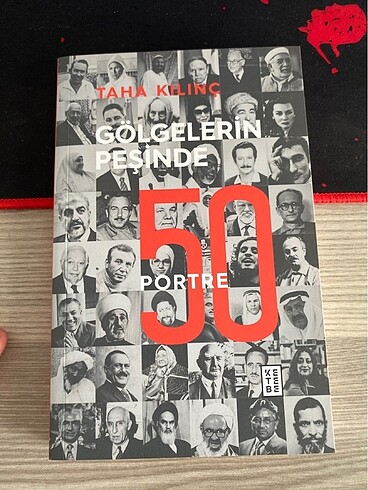 TAHA KILINÇ
GÖLGELERİN
PEŞİNDE
50
PORTRE
KETEBE